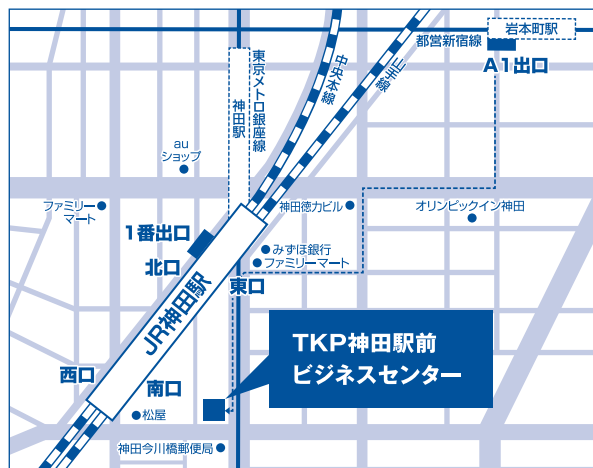 岩本町駅
都営新宿線
A1出口
中央本線
山手線
東京メトロ銀座線
神田駅
au
ショップ
ファミリー
マート
神田徳力ビル
オリンピックイン神田
1番出口
北口
みずほ銀行
ファミリーマート
東口
JR神田駅
TKP神田駅前
ビジネスセンター
西口
南口
松屋
神田今川橋郵便局